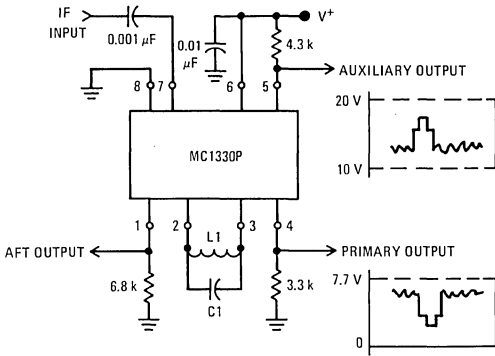 IF
INPUT
0.001 μF
0.01
μF
V+
4.3 k
AUXILIARY OUTPUT
8 7 6 5
20 V
10 V
MC1330P
1 2 3 4
L1
C1
AFT OUTPUT
6.8 k
3.3 k
PRIMARY OUTPUT
7.7 V
0